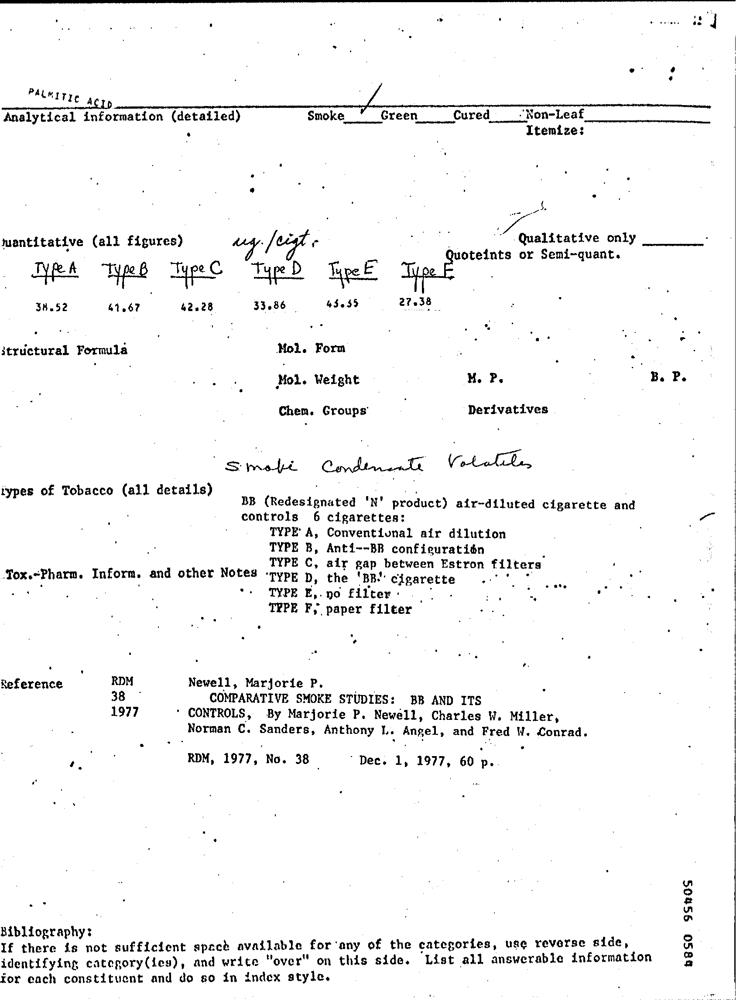 PALMITIC ACID
Analytical information (detailed) Smoke ✓ Green Cured Non-Leaf
Itemize:
uantitative (all figures) ug./cigt. Qualitative only
Quoteints or Semi-quant.
Type A Type B Type C Type D Type E Type F
38.52 41.67 42.28 33.86 27.38
Structural Formula Mol. Form
Mol. Weight M. P. B. P.
Chem. Groups Derivatives
Smoke Condensate Volatiles
Types of Tobacco (all details)
BB (Redesignated 'N' product) air-diluted cigarette and
controls 6 cigarettes:
TYPE A, Conventional air dilution
TYPE B, Anti--BB configuration
TYPE C, air gap between Estron filters
Tox.-Pharm. Inform. and other Notes TYPE D, the 'BB' cigarette
TYPE E, no filter
TYPE F, paper filter
Reference RDM Newell, Marjorie P.
38 COMPARATIVE SMOKE STUDIES: BB AND ITS
1977 CONTROLS, By Marjorie P. Newell, Charles W. Miller,
Norman C. Sanders, Anthony L. Angel, and Fred W. Conrad.
RDM, 1977, No. 38 Dec. 1, 1977, 60 p.
50456 0584
Bibliography:
If there is not sufficient space available for any of the categories, use reverse side,
identifying category(ies), and write "over" on this side. List all answerable information
for each constituent and do so in index style.